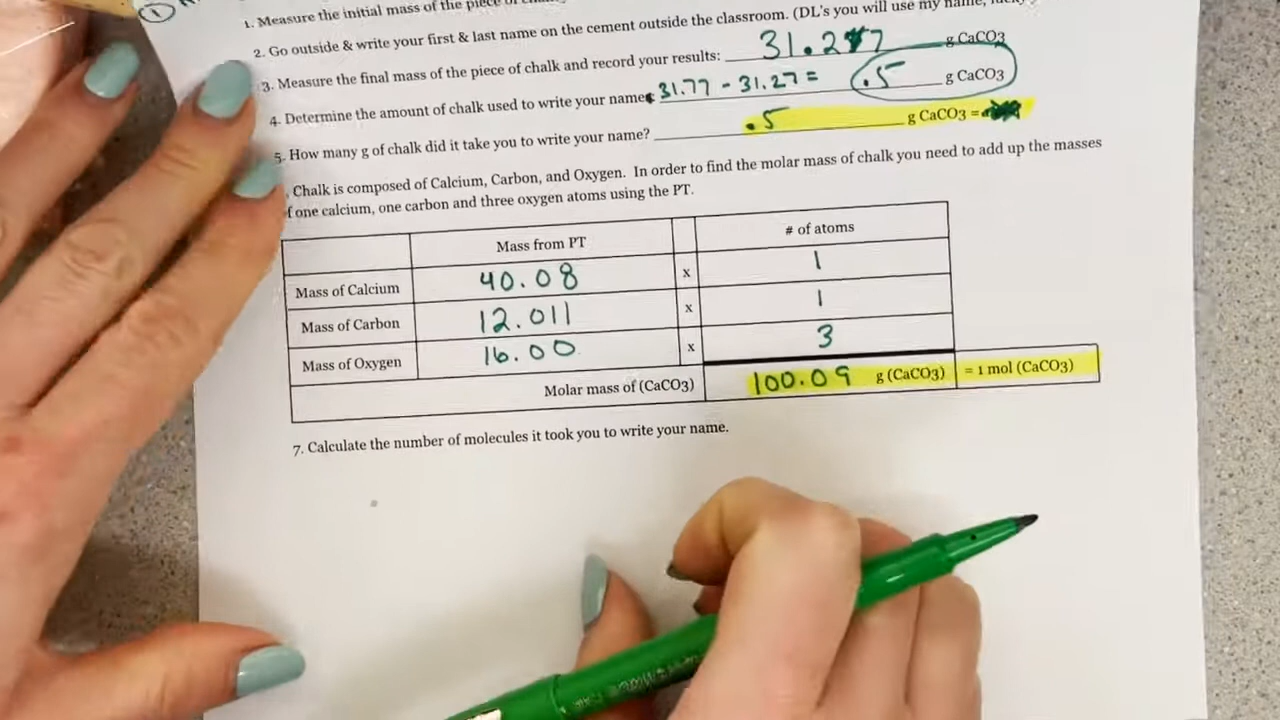 1. Measure the initial mass of the piece of
2. Go outside & write your first & last name on the cement outside the classroom. (DL's you will use my name,
3. Measure the final mass of the piece of chalk and record your results: 31.27 g CaCO3
4. Determine the amount of chalk used to write your name: 31.77 - 31.27 = .5 g CaCO3
5. How many g of chalk did it take you to write your name? .5 g CaCO3 =
. Chalk is composed of Calcium, Carbon, and Oxygen. In order to find the molar mass of chalk you need to add up the masses
f one calcium, one carbon and three oxygen atoms using the PT.
Mass from PT # of atoms
Mass of Calcium 40.08 x 1
Mass of Carbon 12.011 x 1
Mass of Oxygen 16.00 x 3
Molar mass of (CaCO3) 100.09 g (CaCO3) = 1 mol (CaCO3)
7. Calculate the number of molecules it took you to write your name.